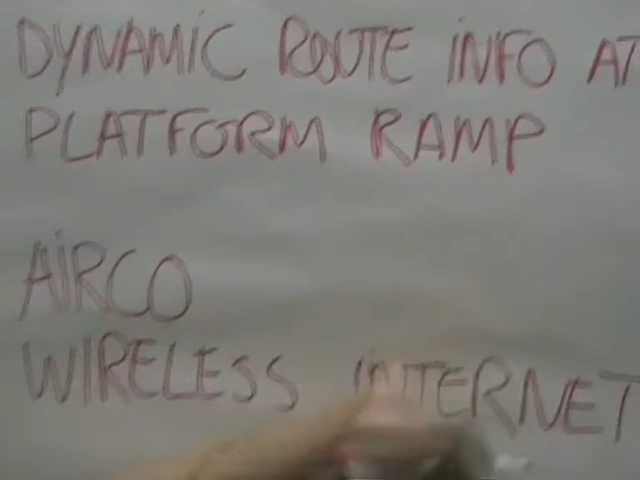 DYNAMIC ROUTE INFO AT
PLATFORM RAMP
AIRCO
WIRELESS INTERNET